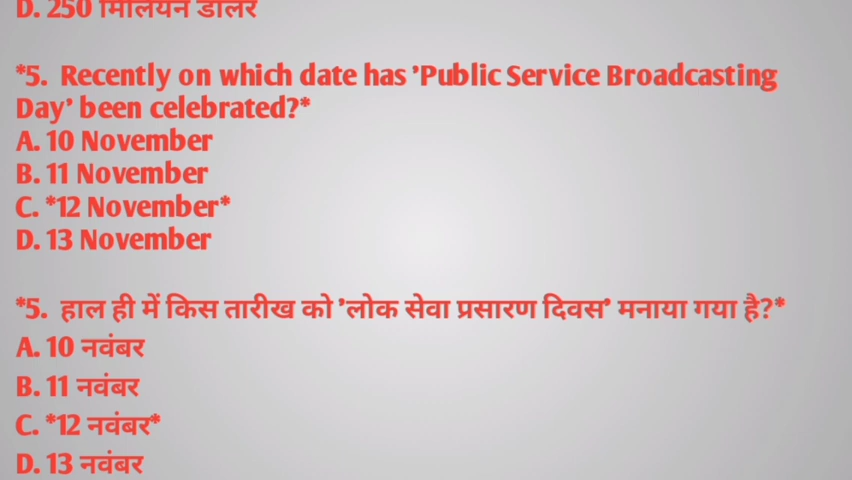 D. 250 मिलियन डॉलर
*5. Recently on which date has 'Public Service Broadcasting
Day' been celebrated?*
A. 10 November
B. 11 November
C. *12 November*
D. 13 November
*5. हाल ही में किस तारीख को 'लोक सेवा प्रसारण दिवस' मनाया गया है?*
A. 10 नवंबर
B. 11 नवंबर
C. *12 नवंबर*
D. 13 नवंबर